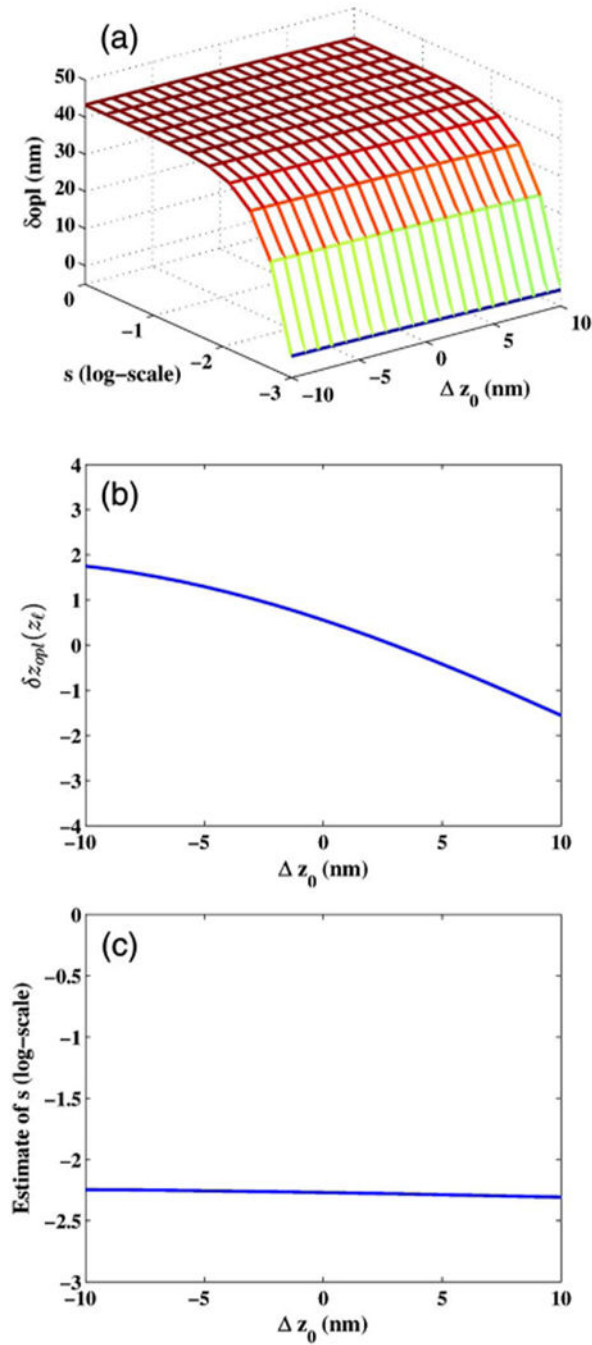 (a)
50
40
30
20
10
0
δopl (nm)
0
−1
−2
−3
s (log−scale)
−10
−5
0
5
10
Δ z₀ (nm)
(b)
4
3
2
1
0
−1
−2
−3
−4
δz_opl(z_ℓ)
−10 −5 0 5 10
Δ z₀ (nm)
(c)
0
−0.5
−1
−1.5
−2
−2.5
−3
Estimate of s (log−scale)
−10 −5 0 5 10
Δ z₀ (nm)